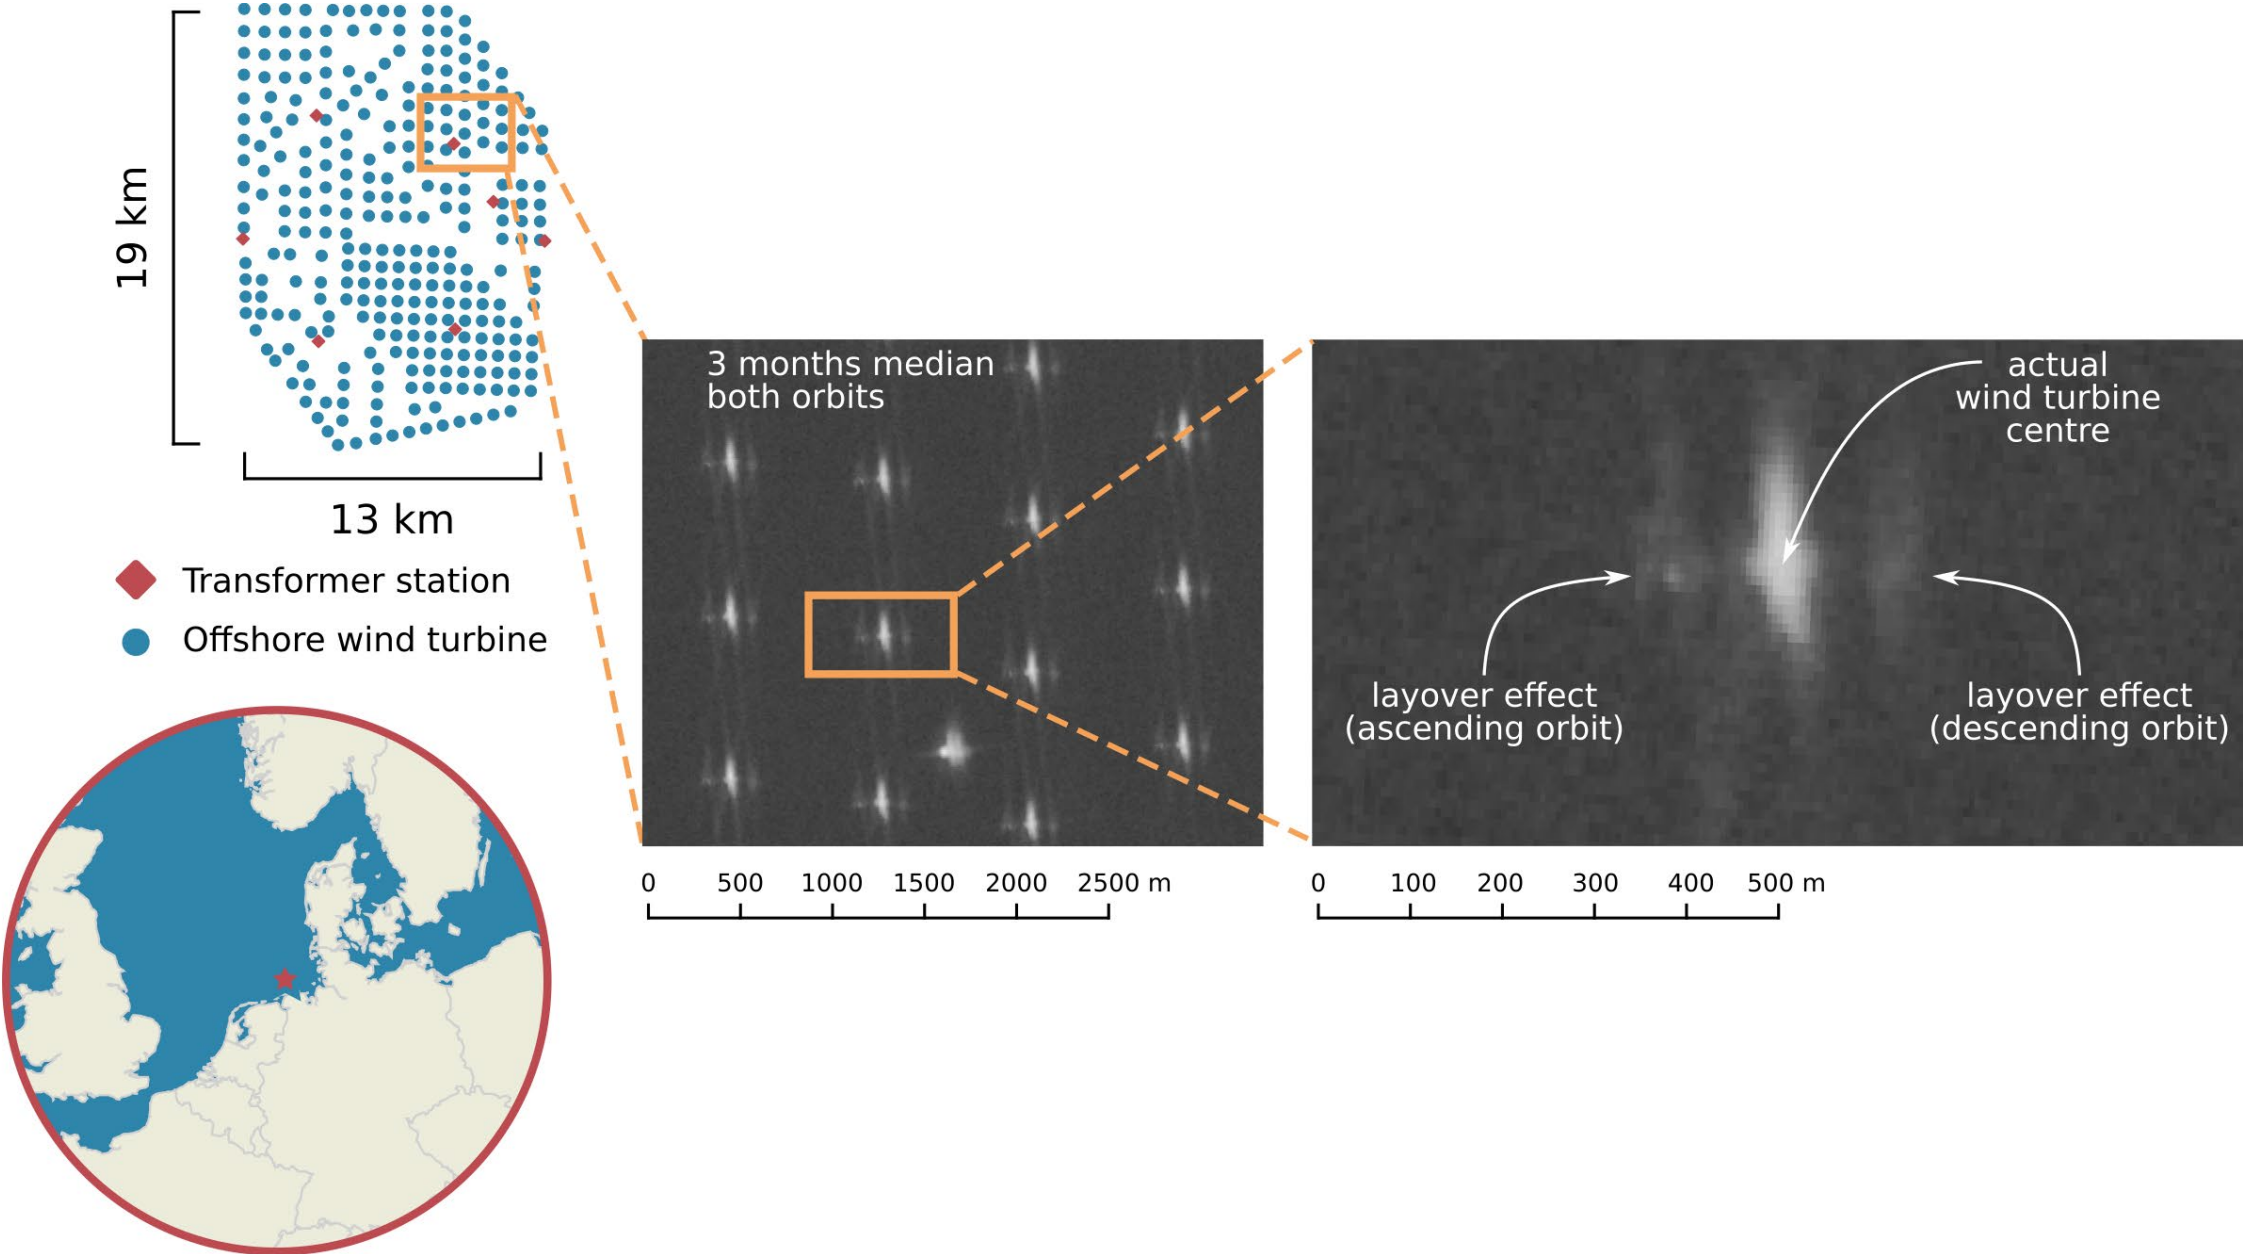 19 km
13 km
Transformer station
Offshore wind turbine
3 months median
both orbits
0 500 1000 1500 2000 2500 m
actual
wind turbine
centre
layover effect
(ascending orbit)
layover effect
(descending orbit)
0 100 200 300 400 500 m